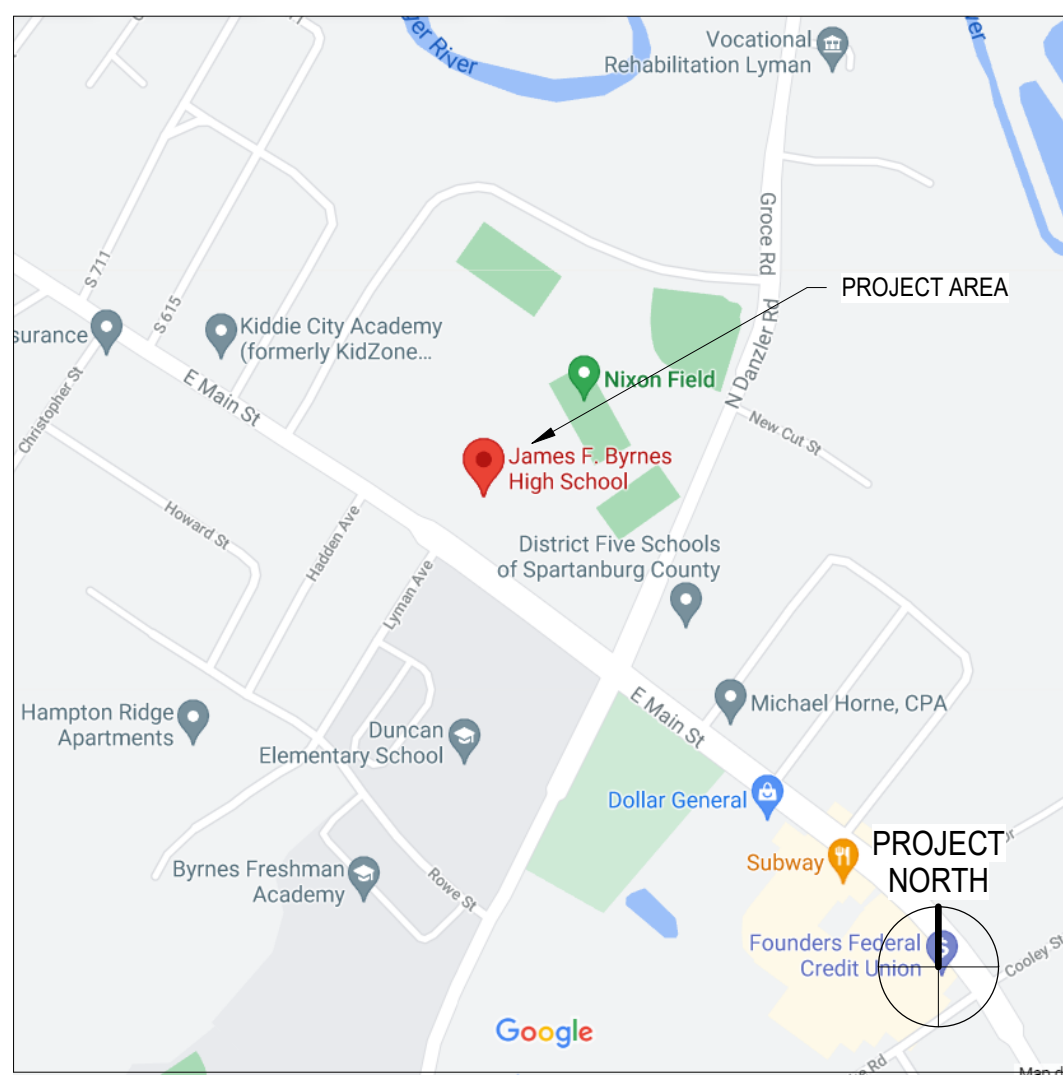 yer River
Vocational
Rehabilitation Lyman
Groce Rd
S 711
PROJECT AREA
S 615
surance
Kiddie City Academy
(formerly KidZone...
N Danzler Rd
Nixon Field
E Main St
Christopher St
New Cut St
James F. Byrnes
High School
Howard St
Hadden Ave
District Five Schools
of Spartanburg County
Lyman Ave
E Main St
Michael Horne, CPA
Hampton Ridge
Apartments
Duncan
Elementary School
Dollar General
PROJECT
NORTH
Subway
Byrnes Freshman
Academy
Rowe St
Founders Federal
Credit Union
Cooley St
Google
Rd